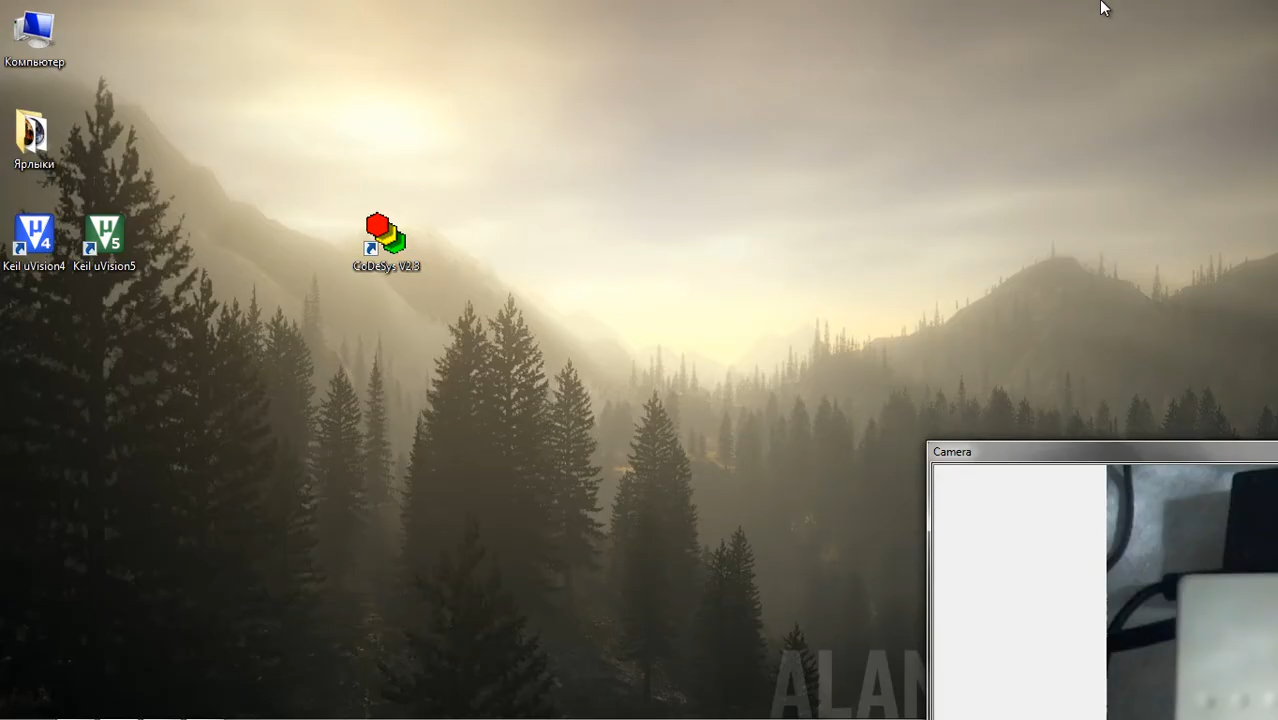 Компьютер
Ярлыки
Keil uVision4
Keil uVision5
CoDeSys V2.3
Camera
ALAN